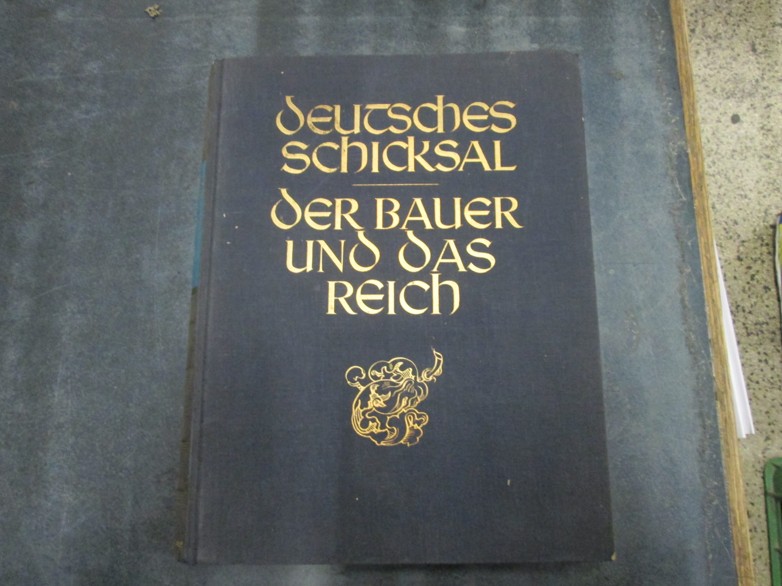 deutsches
schicksal
der bauer
und das
reich